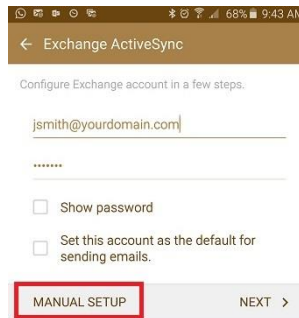 68% 9:43 AM
← Exchange ActiveSync
Configure Exchange account in a few steps.
jsmith@yourdomain.com
•••••••
Show password
Set this account as the default for
sending emails.
MANUAL SETUP NEXT >